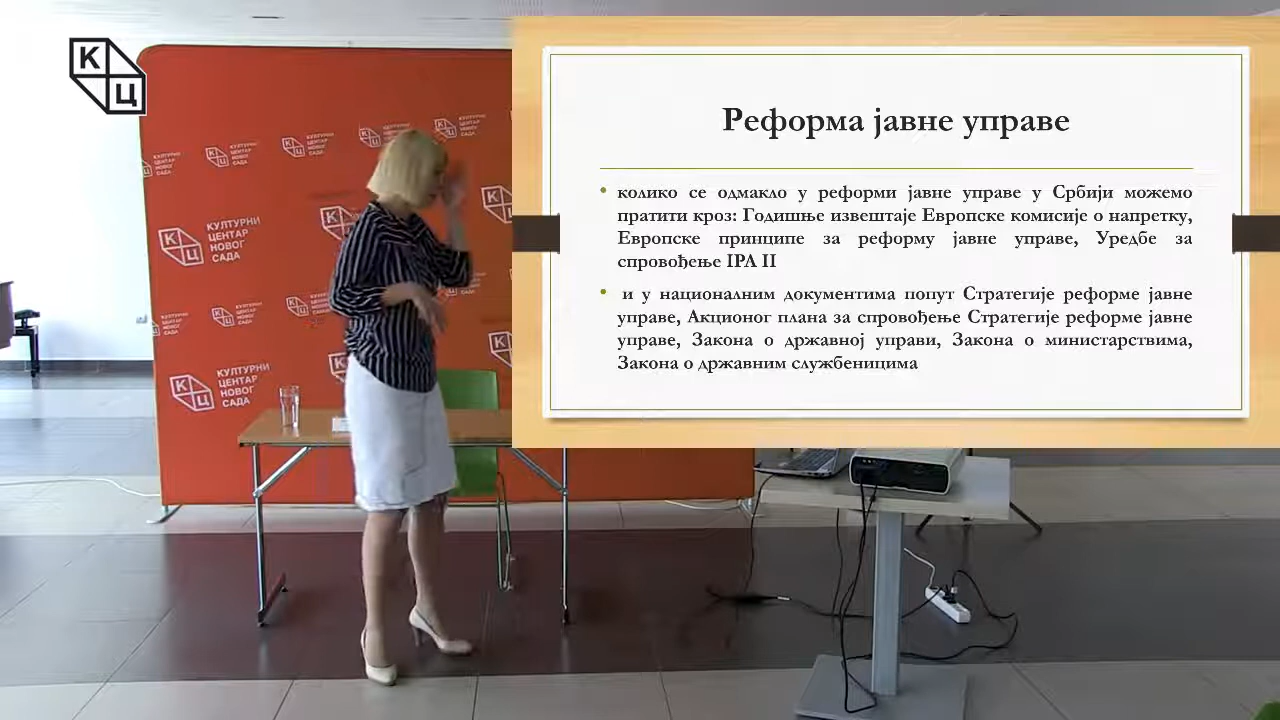 К
Ц
Реформа јавне управе
• колико се одмакло у реформи јавне управе у Србији можемо
пратити кроз: Годишње извештаје Европске комисије о напретку,
Европске принципе за реформу јавне управе, Уредбе за
спровођење IPA II
• и у националним документима попут Стратегије реформе јавне
управе, Акционог плана за спровођење Стратегије реформе јавне
управе, Закона о државној управи, Закона о министарствима,
Закона о државним службеницима
КУЛТУРНИ
ЦЕНТАР
НОВОГ
САДА
КУЛТУРНИ
ЦЕНТАР
НОВОГ
САДА